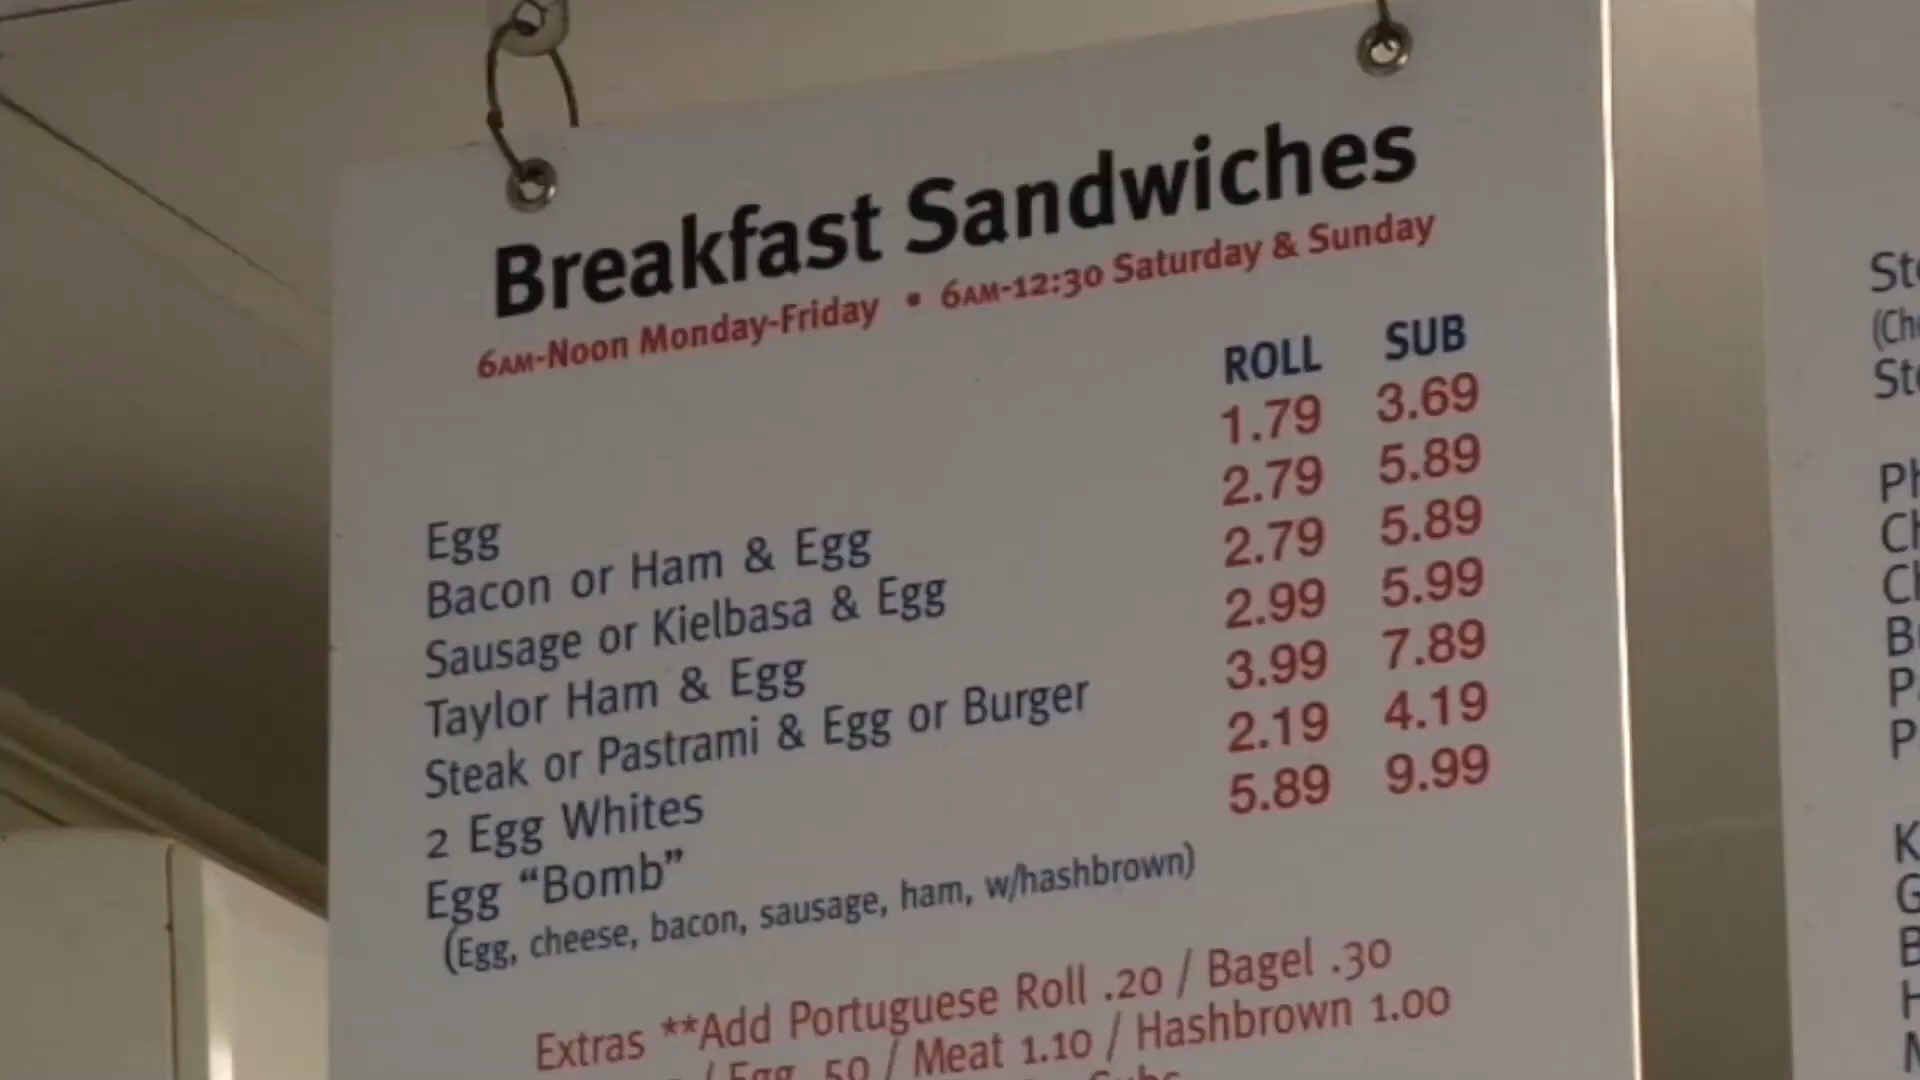 Breakfast Sandwiches
6AM-Noon Monday-Friday • 6AM-12:30 Saturday & Sunday
ROLL SUB
Egg 1.79 3.69
Bacon or Ham & Egg 2.79 5.89
Sausage or Kielbasa & Egg 2.79 5.89
Taylor Ham & Egg 2.99 5.99
Steak or Pastrami & Egg or Burger 3.99 7.89
2 Egg Whites 2.19 4.19
Egg “Bomb” 5.89 9.99
(Egg, cheese, bacon, sausage, ham, w/hashbrown)
Extras **Add Portuguese Roll .20 / Bagel .30
/ Egg .50 / Meat 1.10 / Hashbrown 1.00
Subs